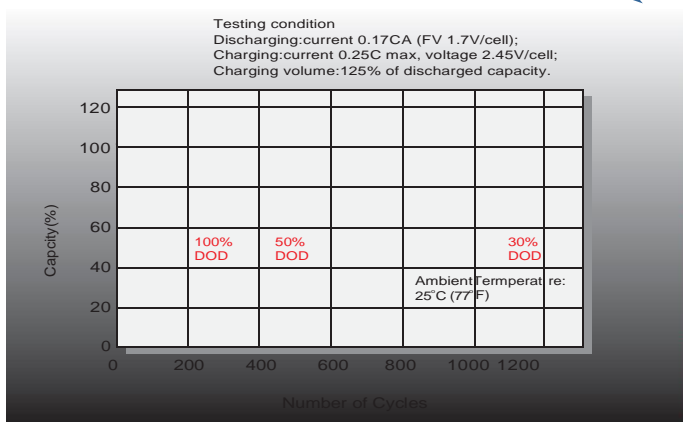 Testing condition
Discharging:current 0.17CA (FV 1.7V/cell);
Charging:current 0.25C max, voltage 2.45V/cell;
Charging volume:125% of discharged capacity.
120
100
80
60
40
20
0
Capcity(%)
100% DOD
50% DOD
30% DOD
AmbientTermperat re:
25°C (77°F)
0 200 400 600 800 1000 1200
Number of Cycles